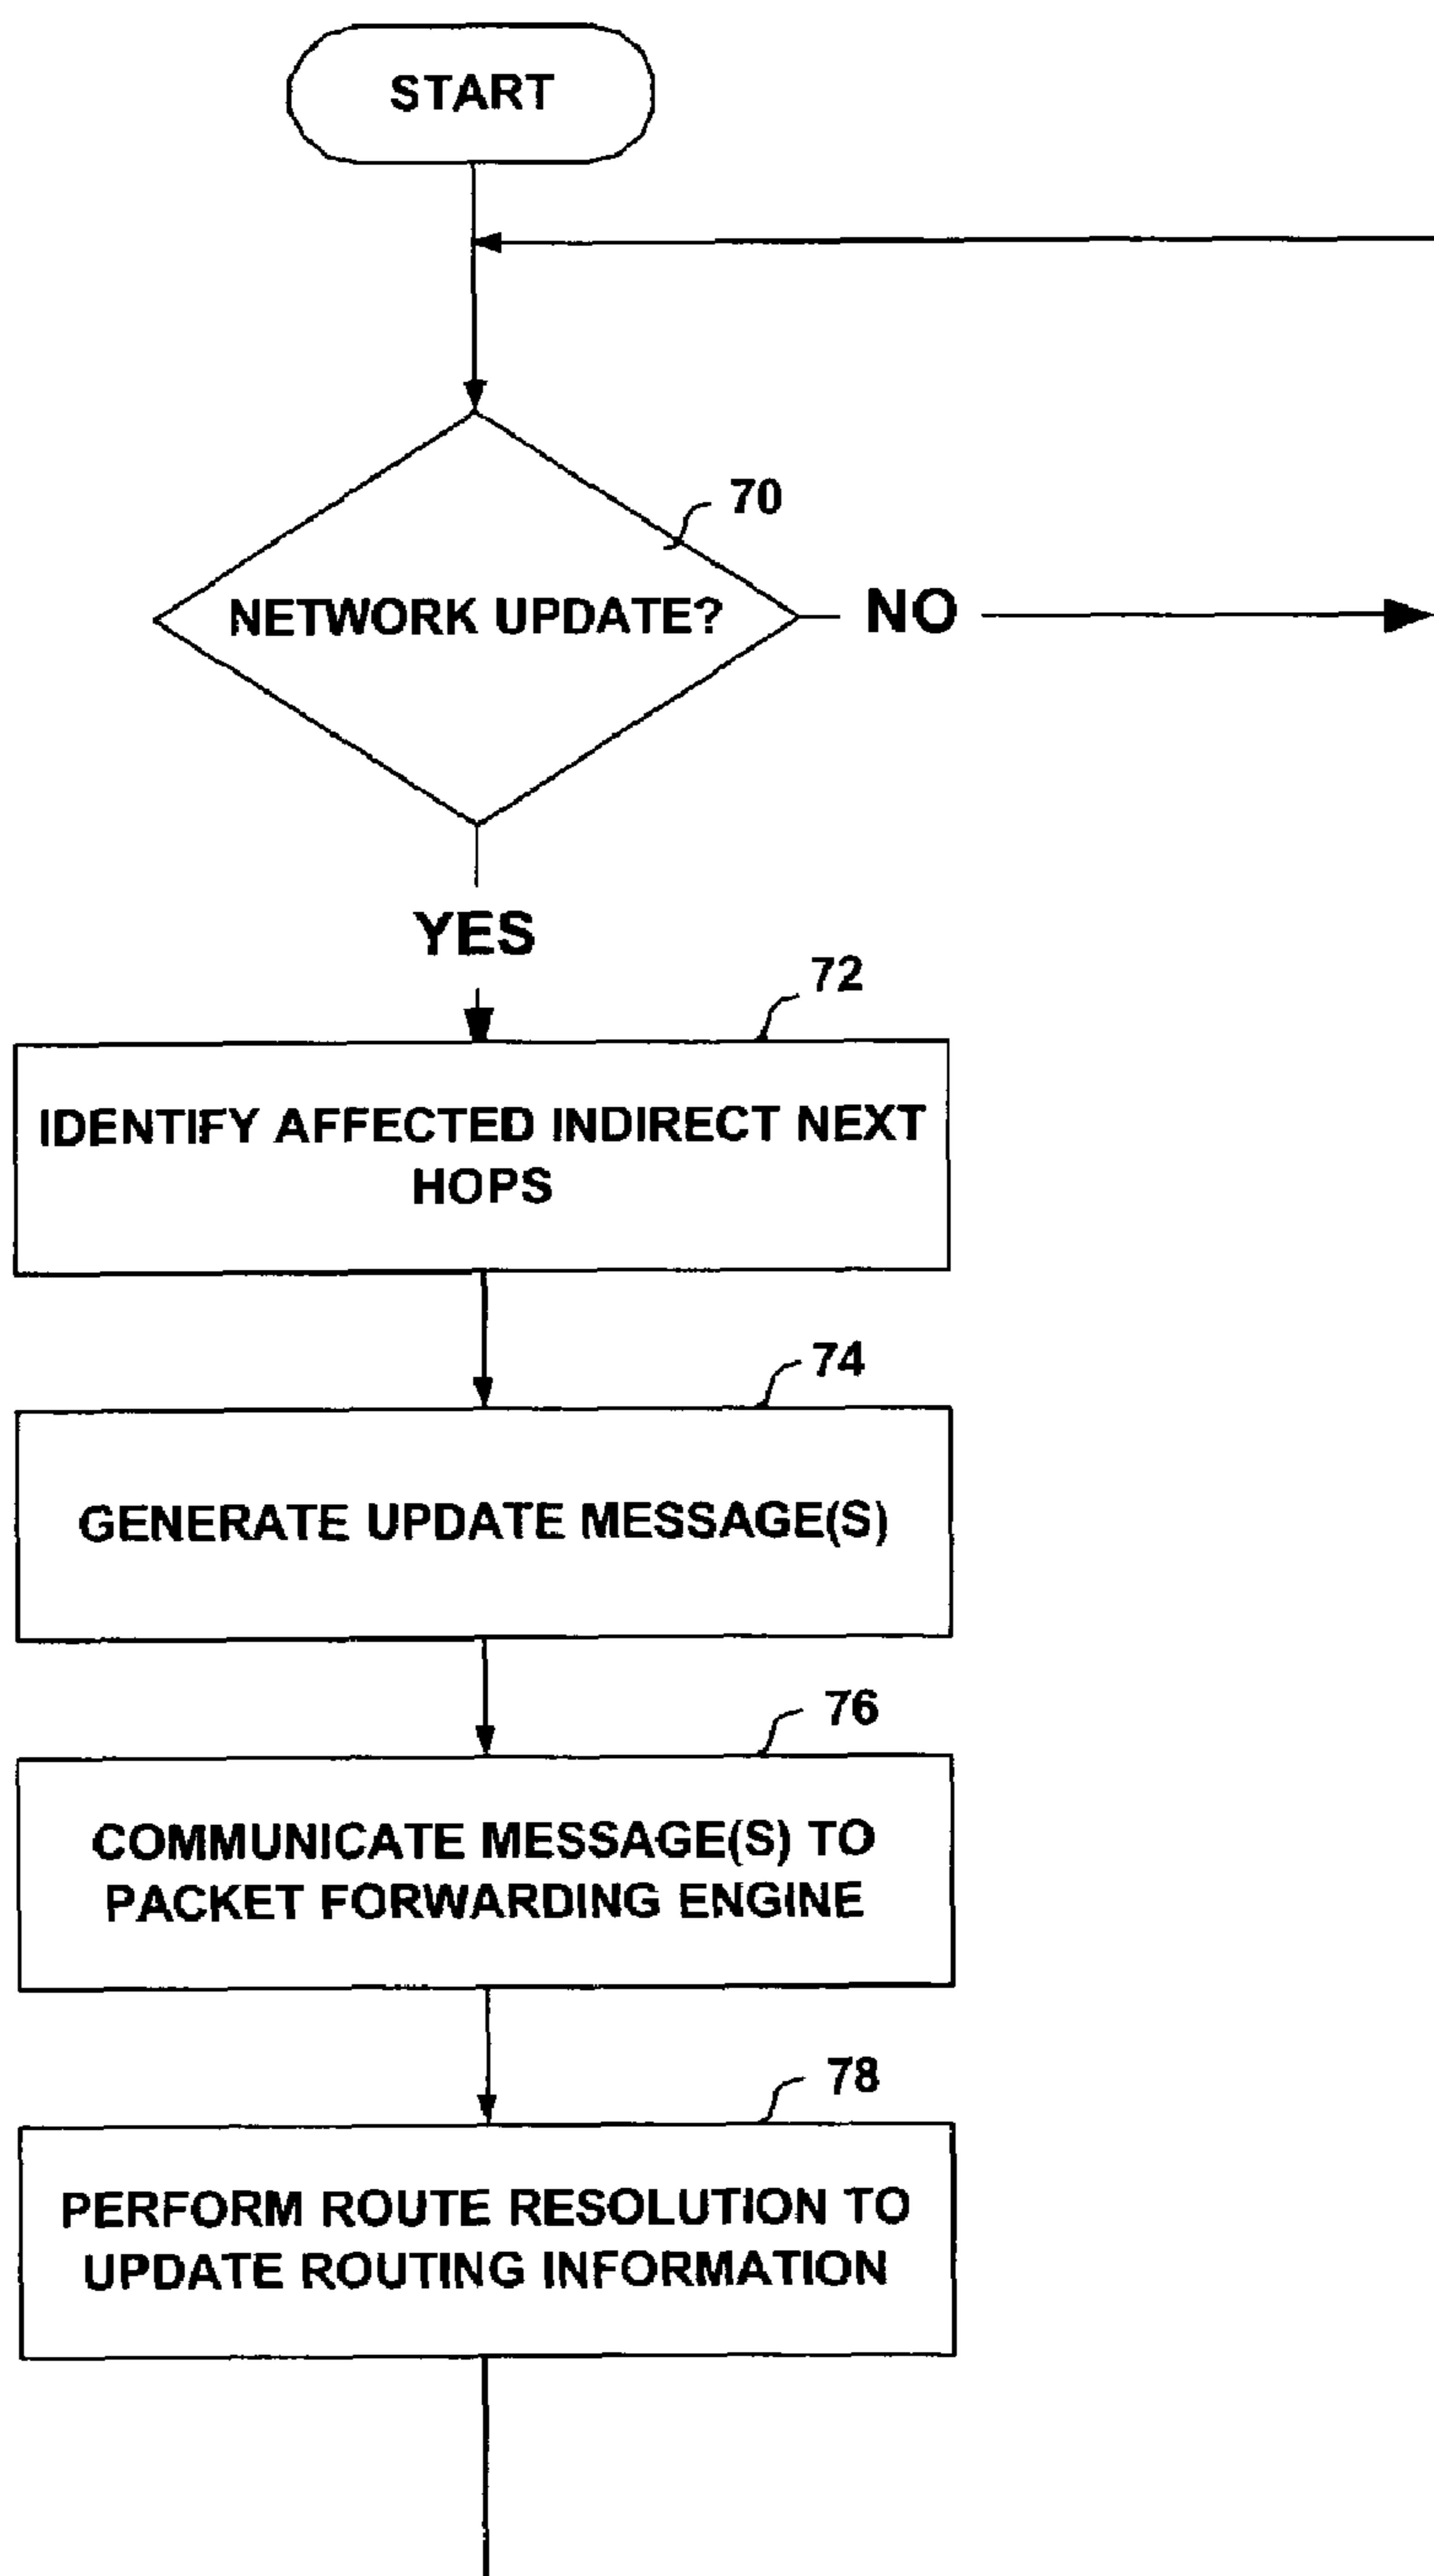 START
70
NETWORK UPDATE?
NO
YES
72
IDENTIFY AFFECTED INDIRECT NEXT
HOPS
74
GENERATE UPDATE MESSAGE(S)
76
COMMUNICATE MESSAGE(S) TO
PACKET FORWARDING ENGINE
78
PERFORM ROUTE RESOLUTION TO
UPDATE ROUTING INFORMATION